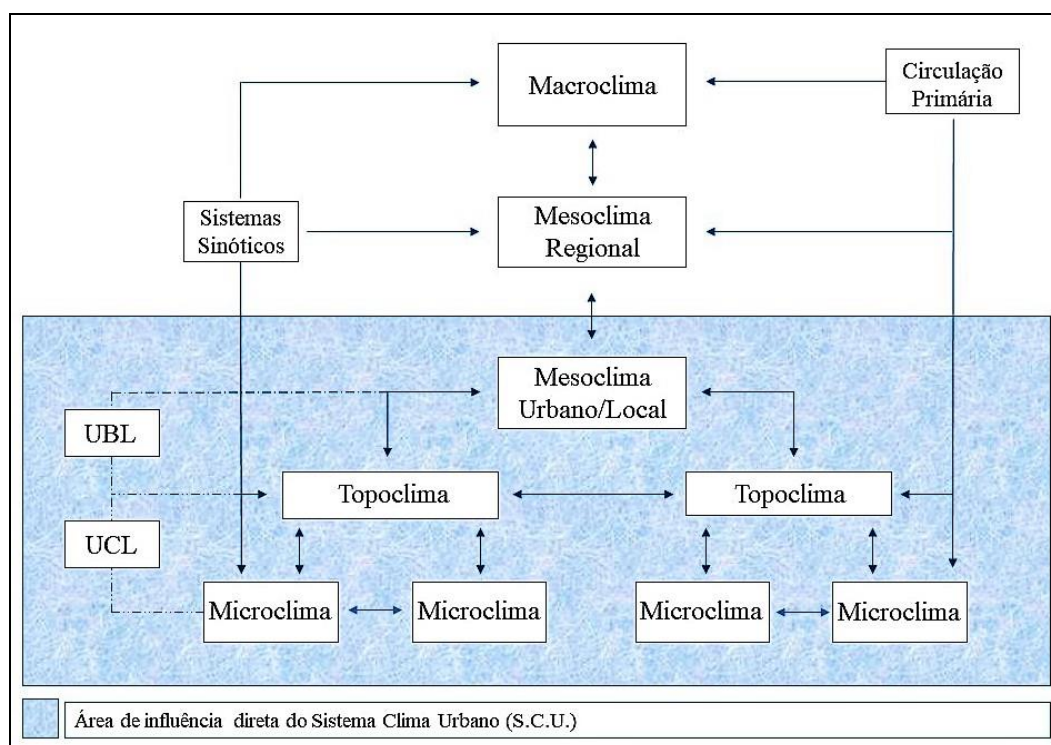 Macroclima
Circulação
Primária
Sistemas
Sinóticos
Mesoclima
Regional
Mesoclima
Urbano/Local
UBL
Topoclima
Topoclima
UCL
Microclima
Microclima
Microclima
Microclima
Área de influência direta do Sistema Clima Urbano (S.C.U.)